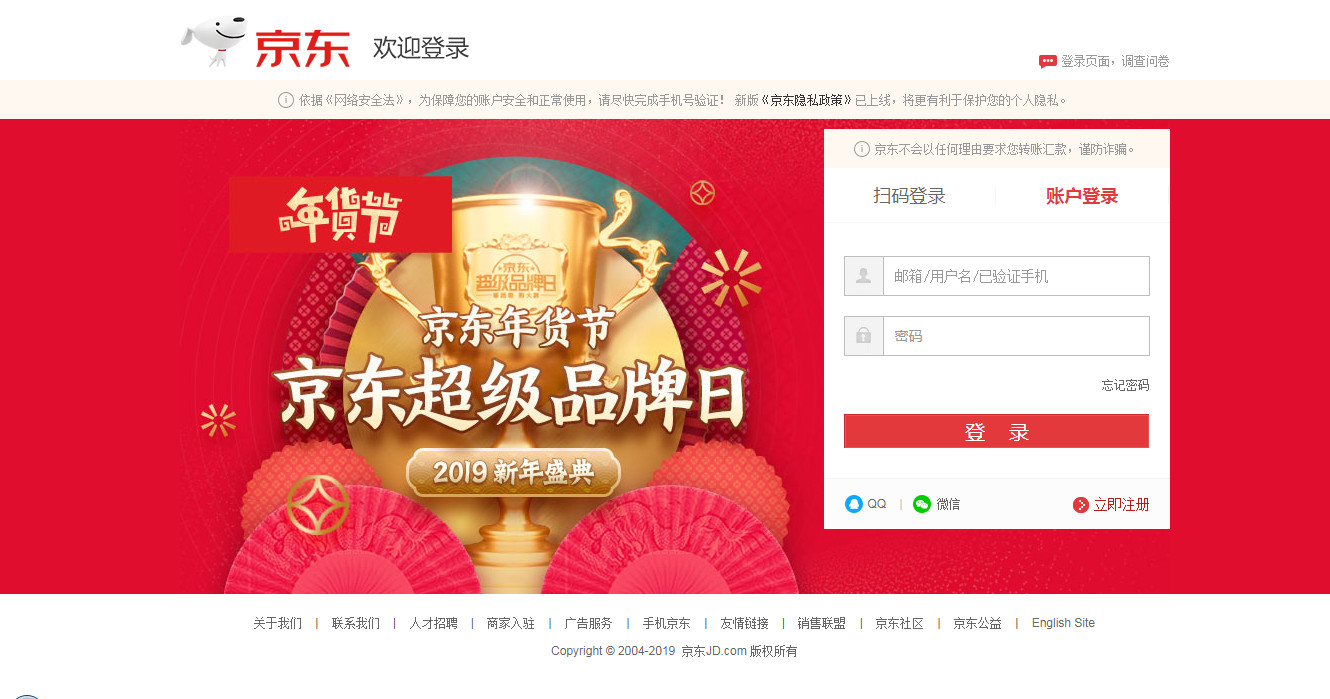 京东
欢迎登录
登录页面，调查问卷
依据《网络安全法》，为保障您的账户安全和正常使用，请尽快完成手机号验证！ 新版《京东隐私政策》已上线，将更有利于保护您的个人隐私。
年货节
京东
超级品牌日
京东年货节
京东超级品牌日
2019 新年盛典
京东不会以任何理由要求您转账汇款，谨防诈骗。
扫码登录
账户登录
邮箱/用户名/已验证手机
密码
忘记密码
登 录
QQ | 微信
立即注册
关于我们 | 联系我们 | 人才招聘 | 商家入驻 | 广告服务 | 手机京东 | 友情链接 | 销售联盟 | 京东社区 | 京东公益 | English Site
Copyright © 2004-2019 京东JD.com 版权所有